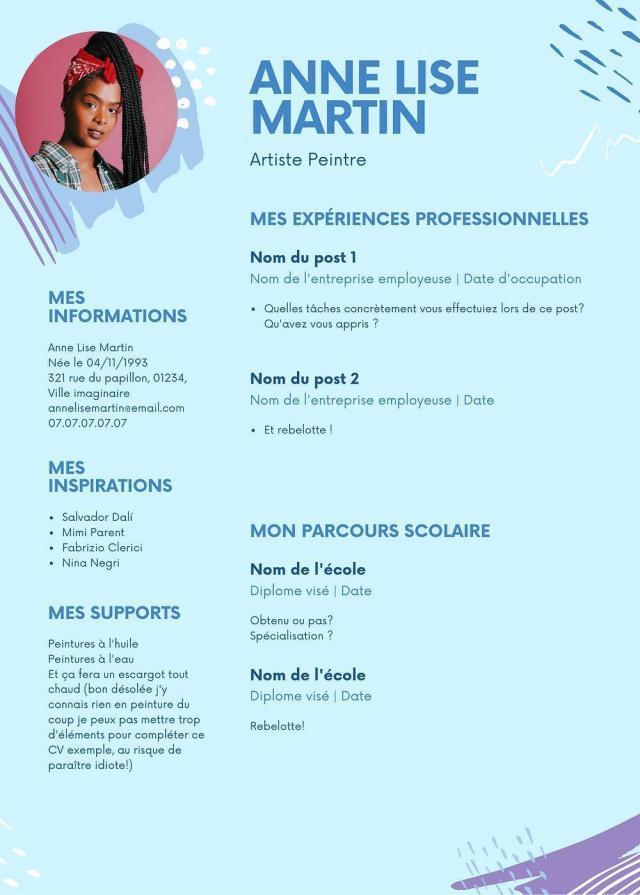 ANNE LISE
MARTIN
Artiste Peintre
MES
INFORMATIONS
Anne Lise Martin
Née le 04/11/1993
321 rue du papillon, 01234,
Ville imaginaire
annelisemartin@email.com
07.07.07.07.07
MES
INSPIRATIONS
• Salvador Dalí
• Mimi Parent
• Fabrizio Clerici
• Nina Negri
MES SUPPORTS
Peintures à l'huile
Peintures à l'eau
Et ça fera un escargot tout
chaud (bon désolée j'y
connais rien en peinture du
coup je peux pas mettre trop
d'éléments pour compléter ce
CV exemple, au risque de
paraître idiote!)
MES EXPÉRIENCES PROFESSIONNELLES
Nom du post 1
Nom de l'entreprise employeuse | Date d'occupation
• Quelles tâches concrètement vous effectuiez lors de ce post?
Qu'avez vous appris ?
Nom du post 2
Nom de l'entreprise employeuse | Date
• Et rebelotte !
MON PARCOURS SCOLAIRE
Nom de l'école
Diplome visé | Date
Obtenu ou pas?
Spécialisation ?
Nom de l'école
Diplome visé | Date
Rebelotte!